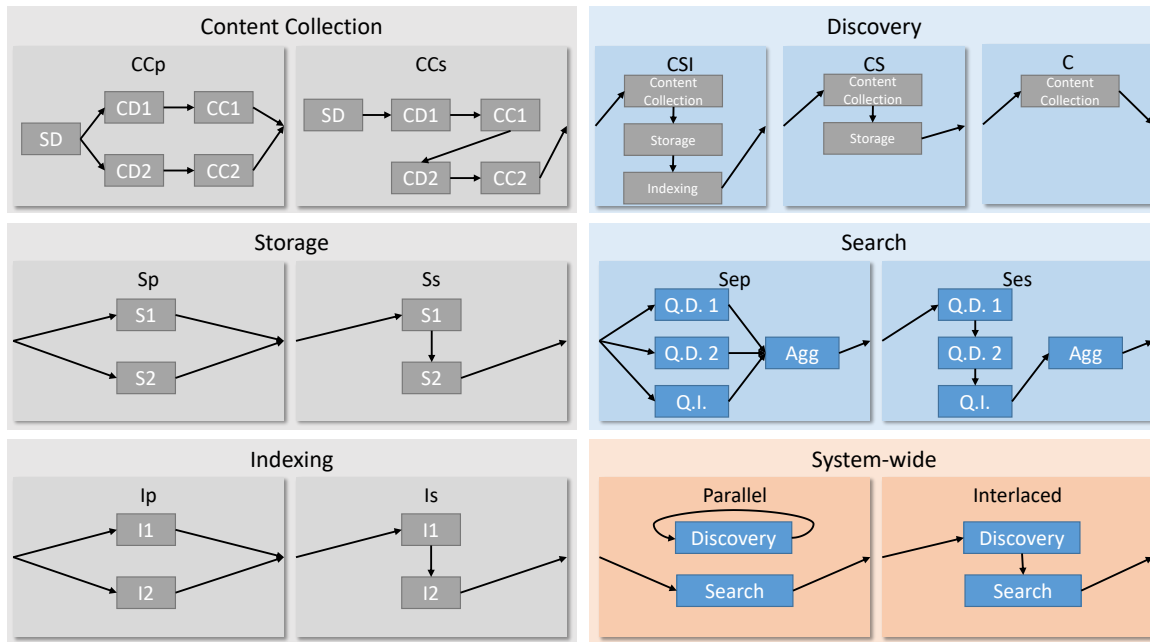 Content Collection
CCp
CD1
CC1
SD
CD2
CC2
CCs
SD
CD1
CC1
CD2
CC2
Discovery
CSI
Content
Collection
Storage
Indexing
CS
Content
Collection
Storage
C
Content
Collection
Storage
Sp
S1
S2
Ss
S1
S2
Search
Sep
Q.D. 1
Q.D. 2
Agg
Q.I.
Ses
Q.D. 1
Q.D. 2
Agg
Q.I.
Indexing
Ip
I1
I2
Is
I1
I2
System-wide
Parallel
Discovery
Search
Interlaced
Discovery
Search